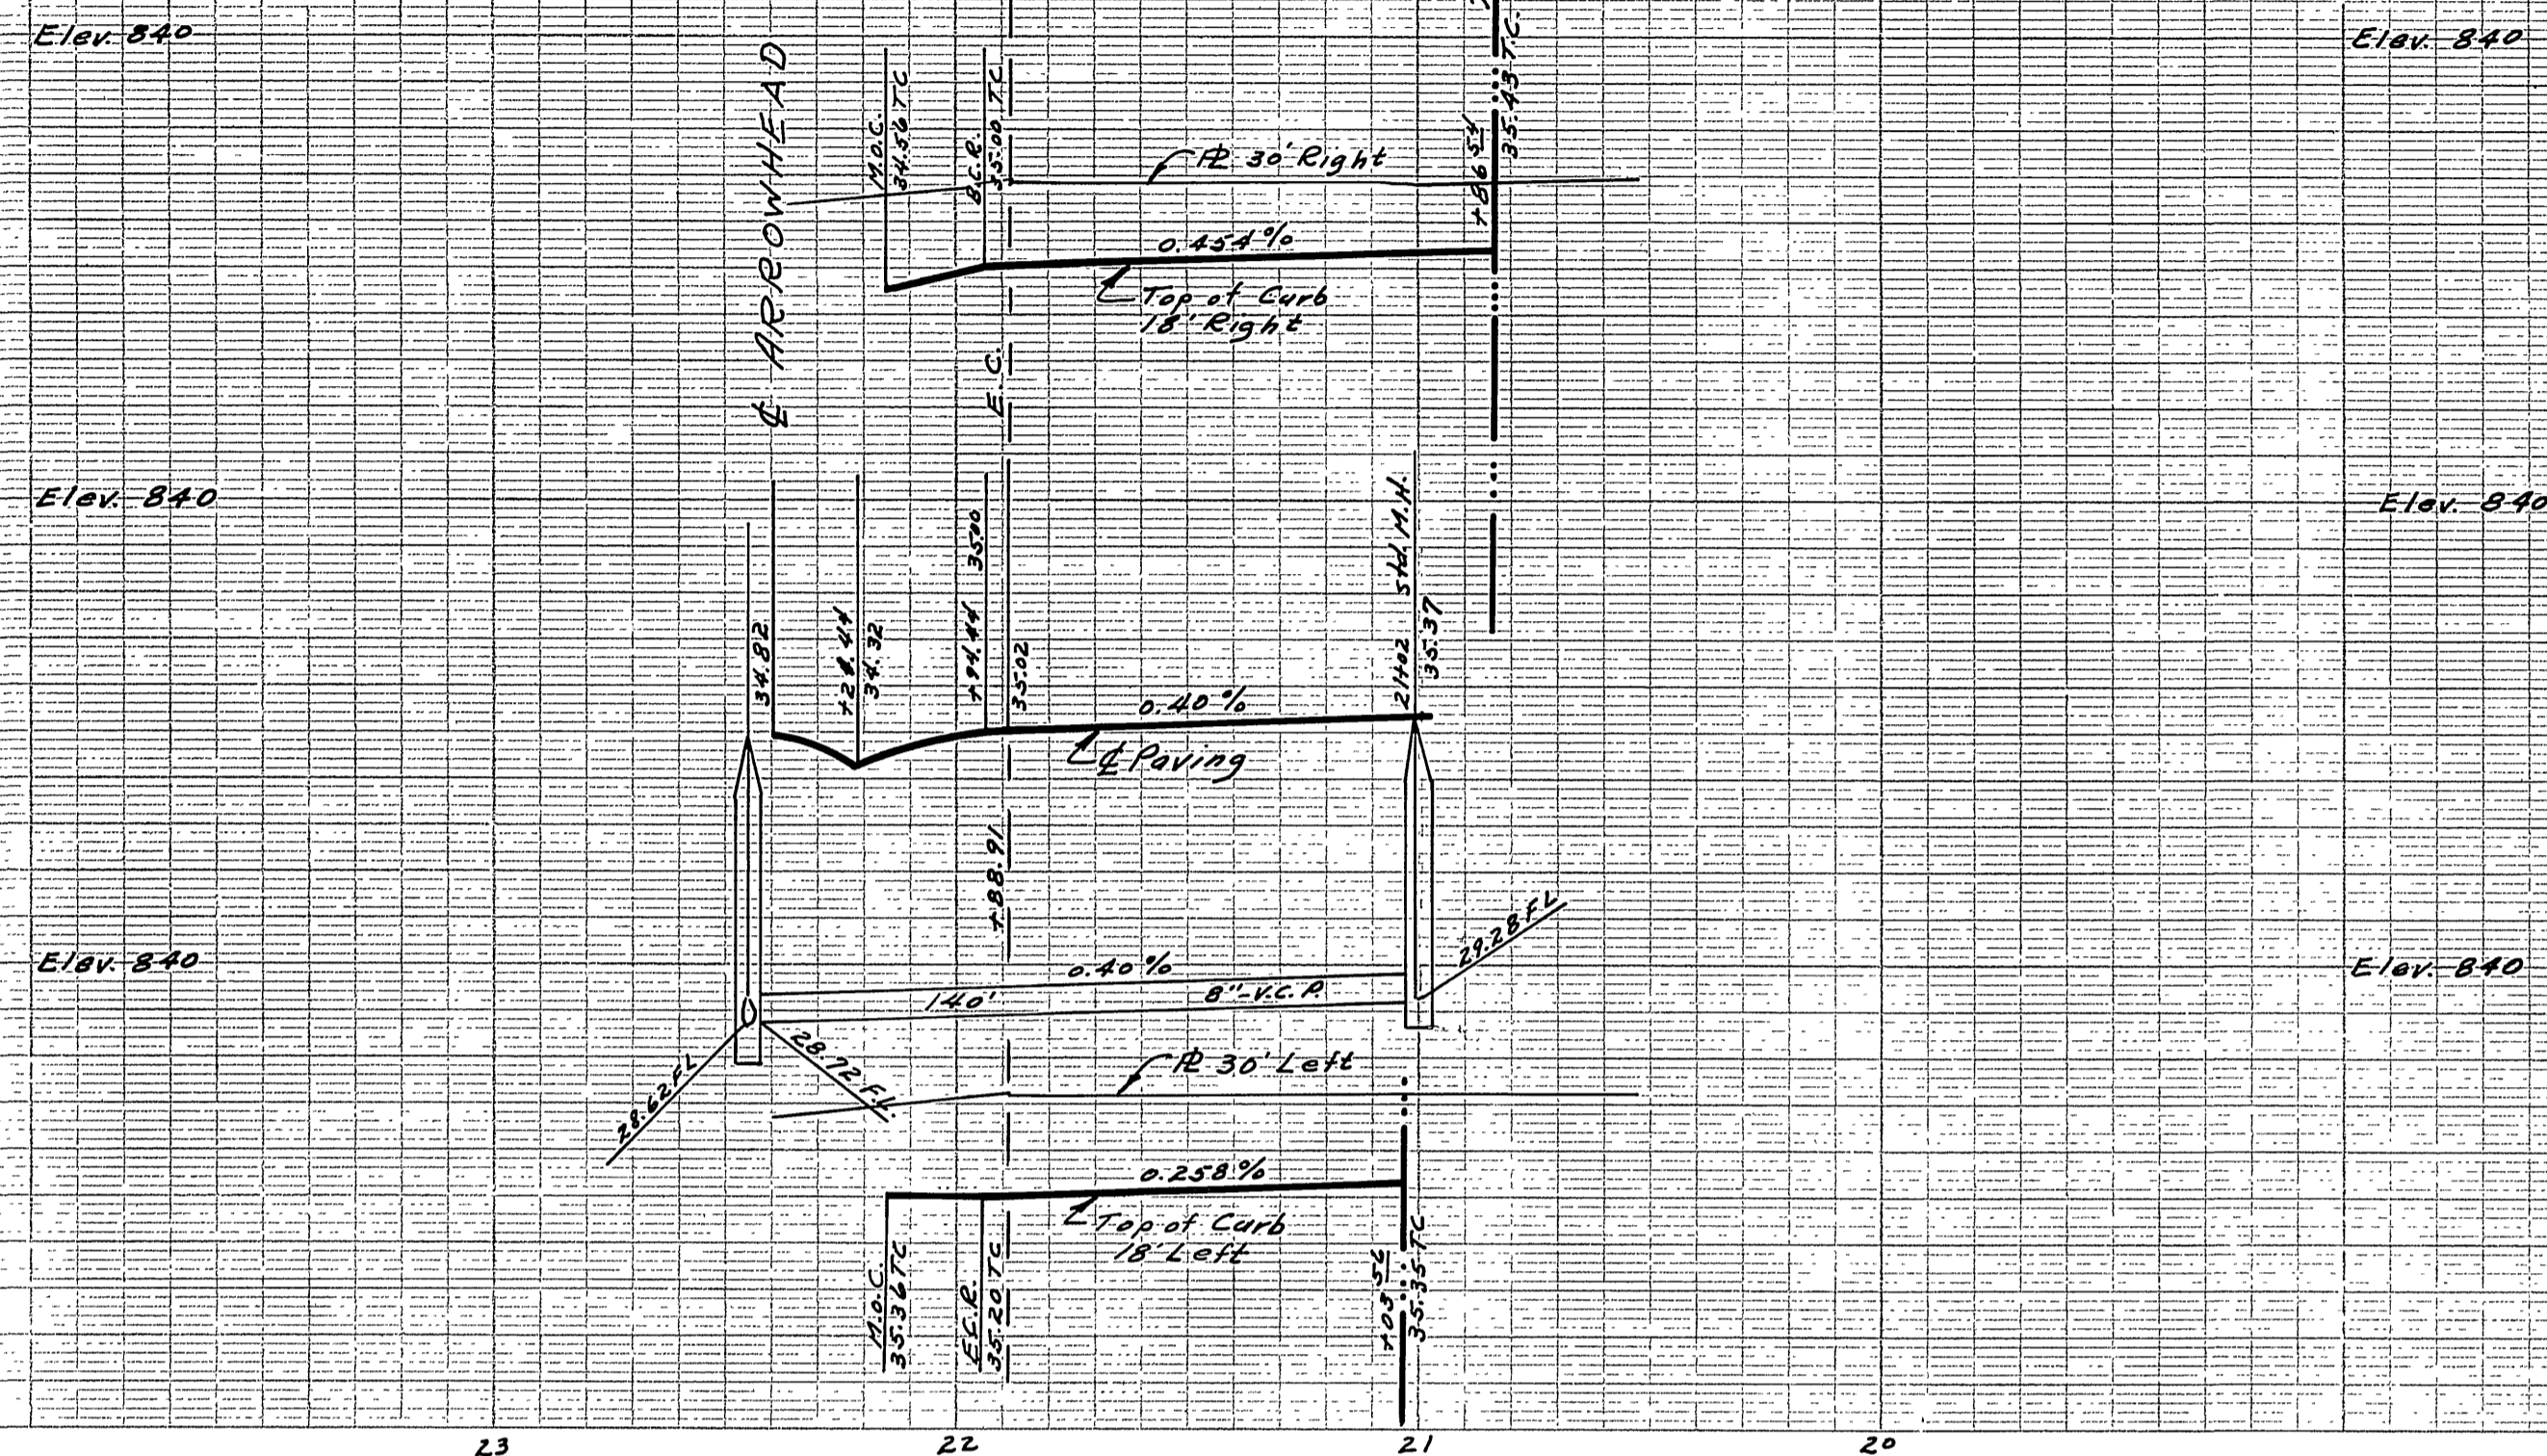 Elev. 840
Elev. 840
℄ ARROWHEAD
M.O.C.
34.56 TC
B.C.R.
35.00 TC
35.43 T.C.
+86 54
PL 30' Right
0.454%
Top of Curb
18' Right
E.C.
Elev. 840
Elev. 840
34.82
34.32
+94.44 35.00
35.02
21+02 Std. M.H.
35.37
0.40%
℄ Paving
+88.91
29.28 FL
Elev. 840
Elev. 840
0.40%
140'
8"-V.C.P.
28.62 FL
28.72 F.L.
PL 30' Left
0.258%
Top of Curb
18' Left
M.O.C.
35.36 TC
E.C.R.
35.20 TC
+03 56
35.35 TC
23
22
21
20